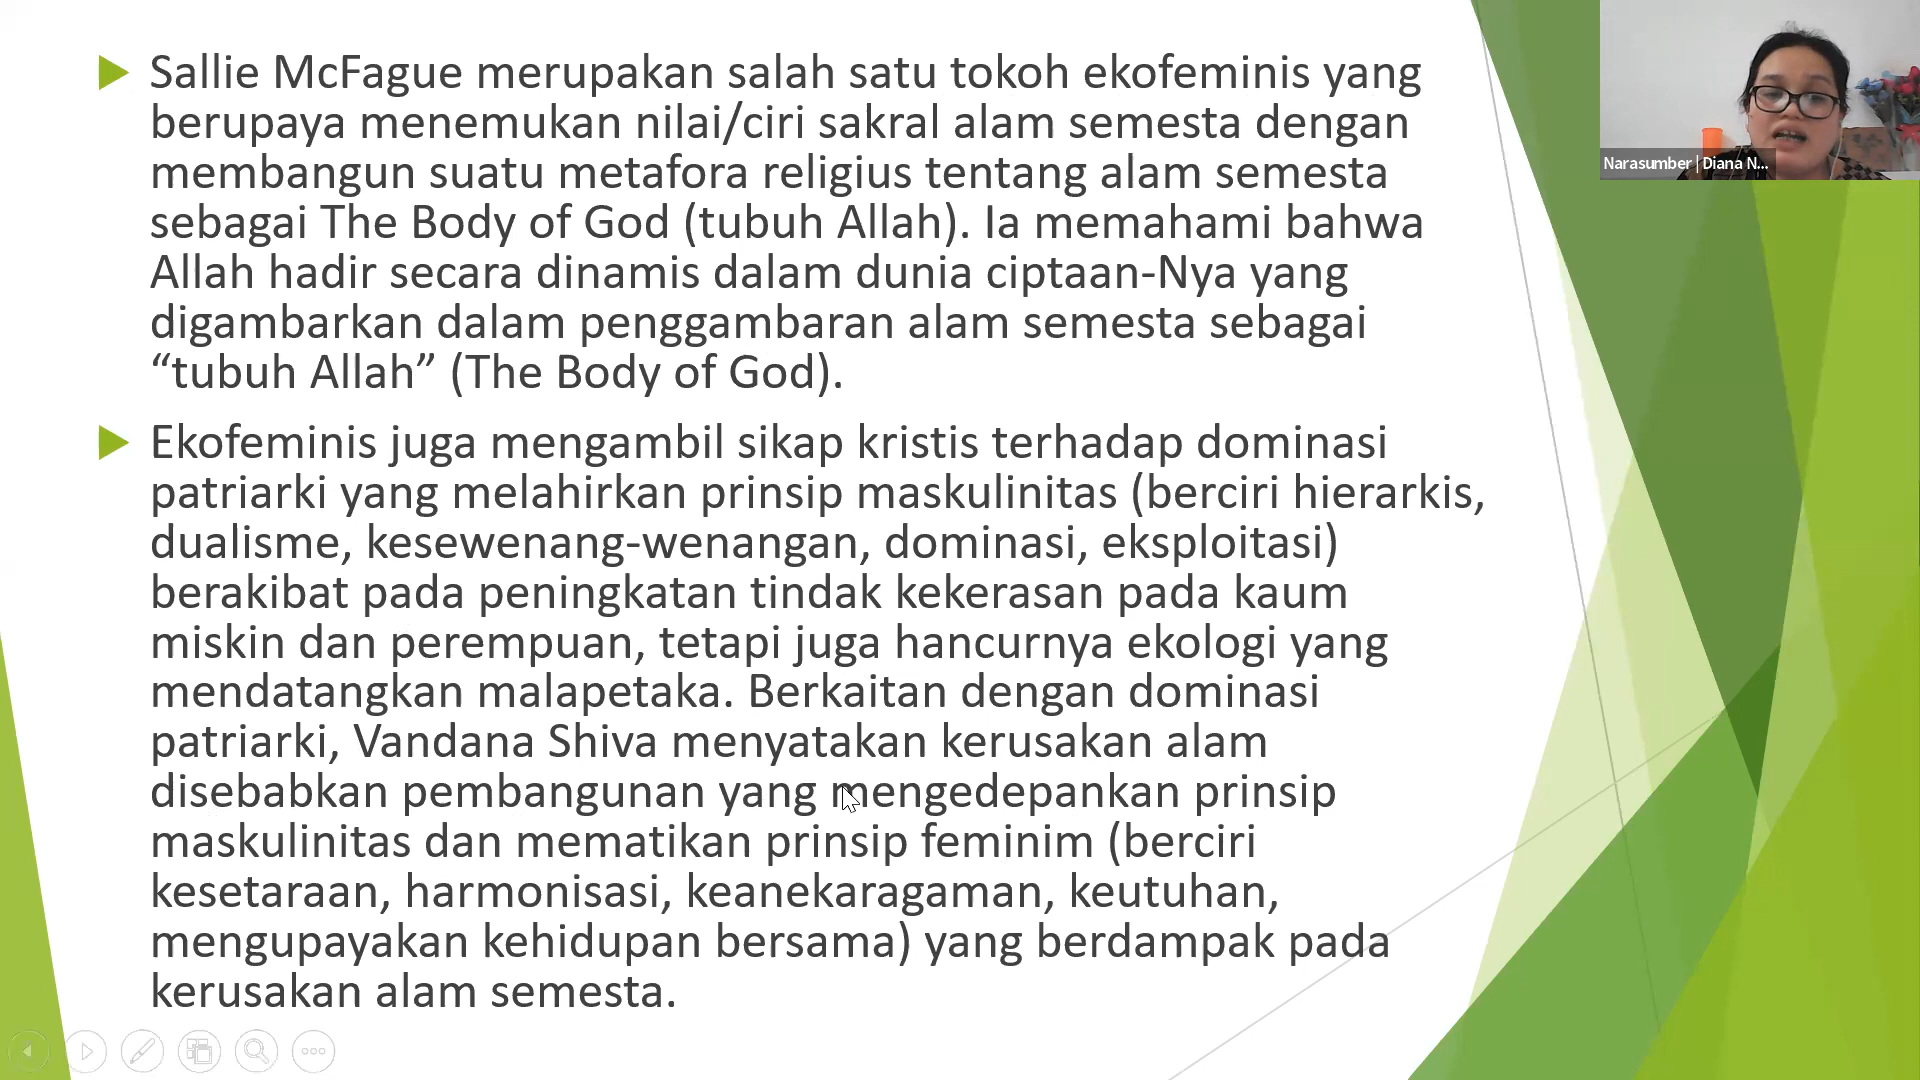 Sallie McFague merupakan salah satu tokoh ekofeminis yang
berupaya menemukan nilai/ciri sakral alam semesta dengan
membangun suatu metafora religius tentang alam semesta
sebagai The Body of God (tubuh Allah). Ia memahami bahwa
Allah hadir secara dinamis dalam dunia ciptaan-Nya yang
digambarkan dalam penggambaran alam semesta sebagai
“tubuh Allah” (The Body of God).
Ekofeminis juga mengambil sikap kristis terhadap dominasi
patriarki yang melahirkan prinsip maskulinitas (berciri hierarkis,
dualisme, kesewenang-wenangan, dominasi, eksploitasi)
berakibat pada peningkatan tindak kekerasan pada kaum
miskin dan perempuan, tetapi juga hancurnya ekologi yang
mendatangkan malapetaka. Berkaitan dengan dominasi
patriarki, Vandana Shiva menyatakan kerusakan alam
disebabkan pembangunan yang mengedepankan prinsip
maskulinitas dan mematikan prinsip feminim (berciri
kesetaraan, harmonisasi, keanekaragaman, keutuhan,
mengupayakan kehidupan bersama) yang berdampak pada
kerusakan alam semesta.
Narasumber | Diana N...